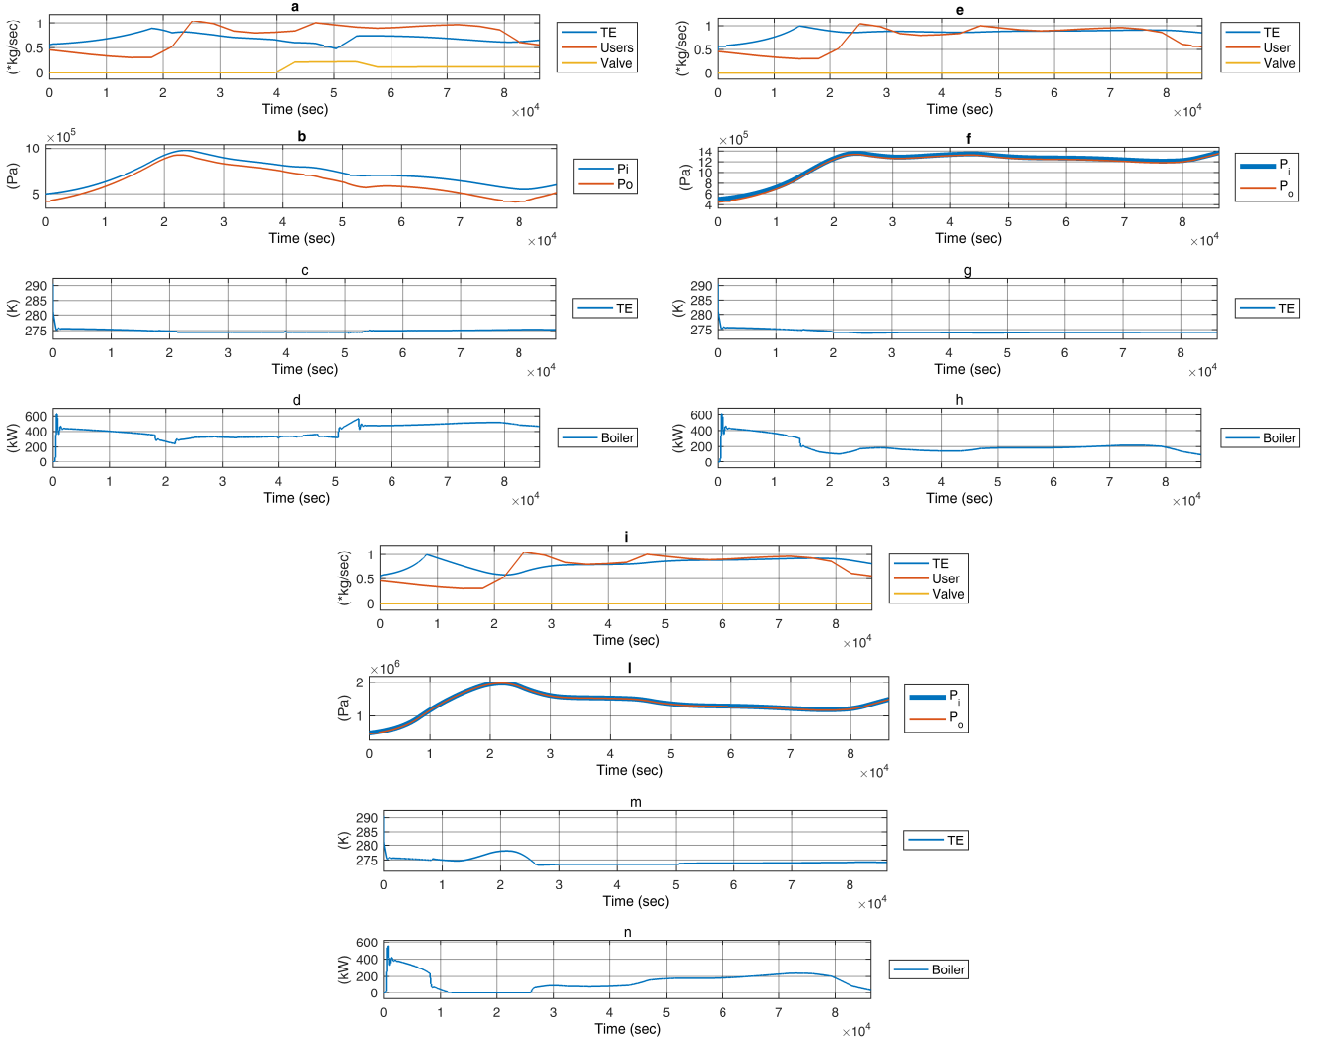 a
(*kg/sec)
1
0.5
0
0 1 2 3 4 5 6 7 8
×10^4
Time (sec)
TE
Users
Valve
e
(*kg/sec)
1
0.5
0
0 1 2 3 4 5 6 7 8
×10^4
Time (sec)
TE
User
Valve
b
×10^5
(Pa)
10
5
0 1 2 3 4 5 6 7 8
×10^4
Time (sec)
Pi
Po
f
×10^5
(Pa)
14
12
10
8
6
4
0 1 2 3 4 5 6 7 8
×10^4
Time (sec)
P_i
P_o
c
(K)
290
285
280
275
0 1 2 3 4 5 6 7 8
×10^4
Time (sec)
TE
g
(K)
290
285
280
275
0 1 2 3 4 5 6 7 8
×10^4
Time (sec)
TE
d
(kW)
600
400
200
0
0 1 2 3 4 5 6 7 8
×10^4
Time (sec)
Boiler
h
(kW)
600
400
200
0
0 1 2 3 4 5 6 7 8
×10^4
Time (sec)
Boiler
i
(*kg/sec)
1
0.5
0
0 1 2 3 4 5 6 7 8
×10^4
Time (sec)
TE
User
Valve
l
×10^6
(Pa)
2
1
0 1 2 3 4 5 6 7 8
×10^4
Time (sec)
P_i
P_o
m
(K)
290
285
280
275
0 1 2 3 4 5 6 7 8
×10^4
Time (sec)
TE
n
(kW)
600
400
200
0
0 1 2 3 4 5 6 7 8
×10^4
Time (sec)
Boiler